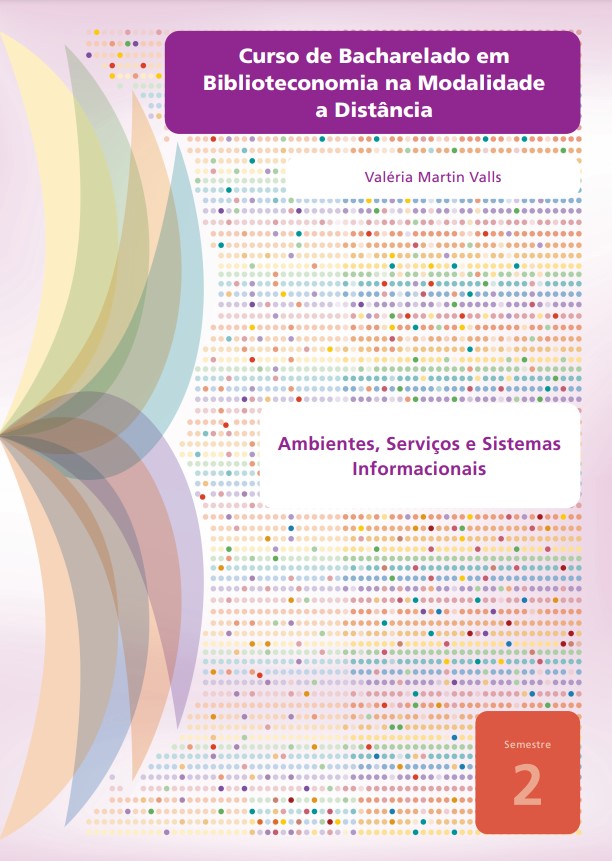 Curso de Bacharelado em
Biblioteconomia na Modalidade
a Distância
Valéria Martin Valls
Ambientes, Serviços e Sistemas
Informacionais
Semestre
2